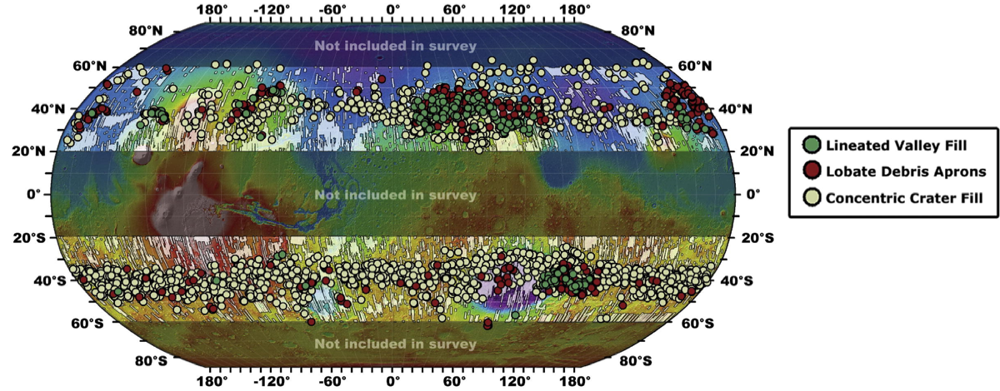 180° -120° -60° 0° 60° 120° 180°
80°N 80°N
Not included in survey
60°N 60°N
40°N 40°N
20°N 20°N
Lineated Valley Fill
Lobate Debris Aprons
0° Not included in survey 0°
Concentric Crater Fill
20°S 20°S
40°S 40°S
60°S 60°S
Not included in survey
80°S 80°S
180° -120° -60° 0° 60° 120° 180°